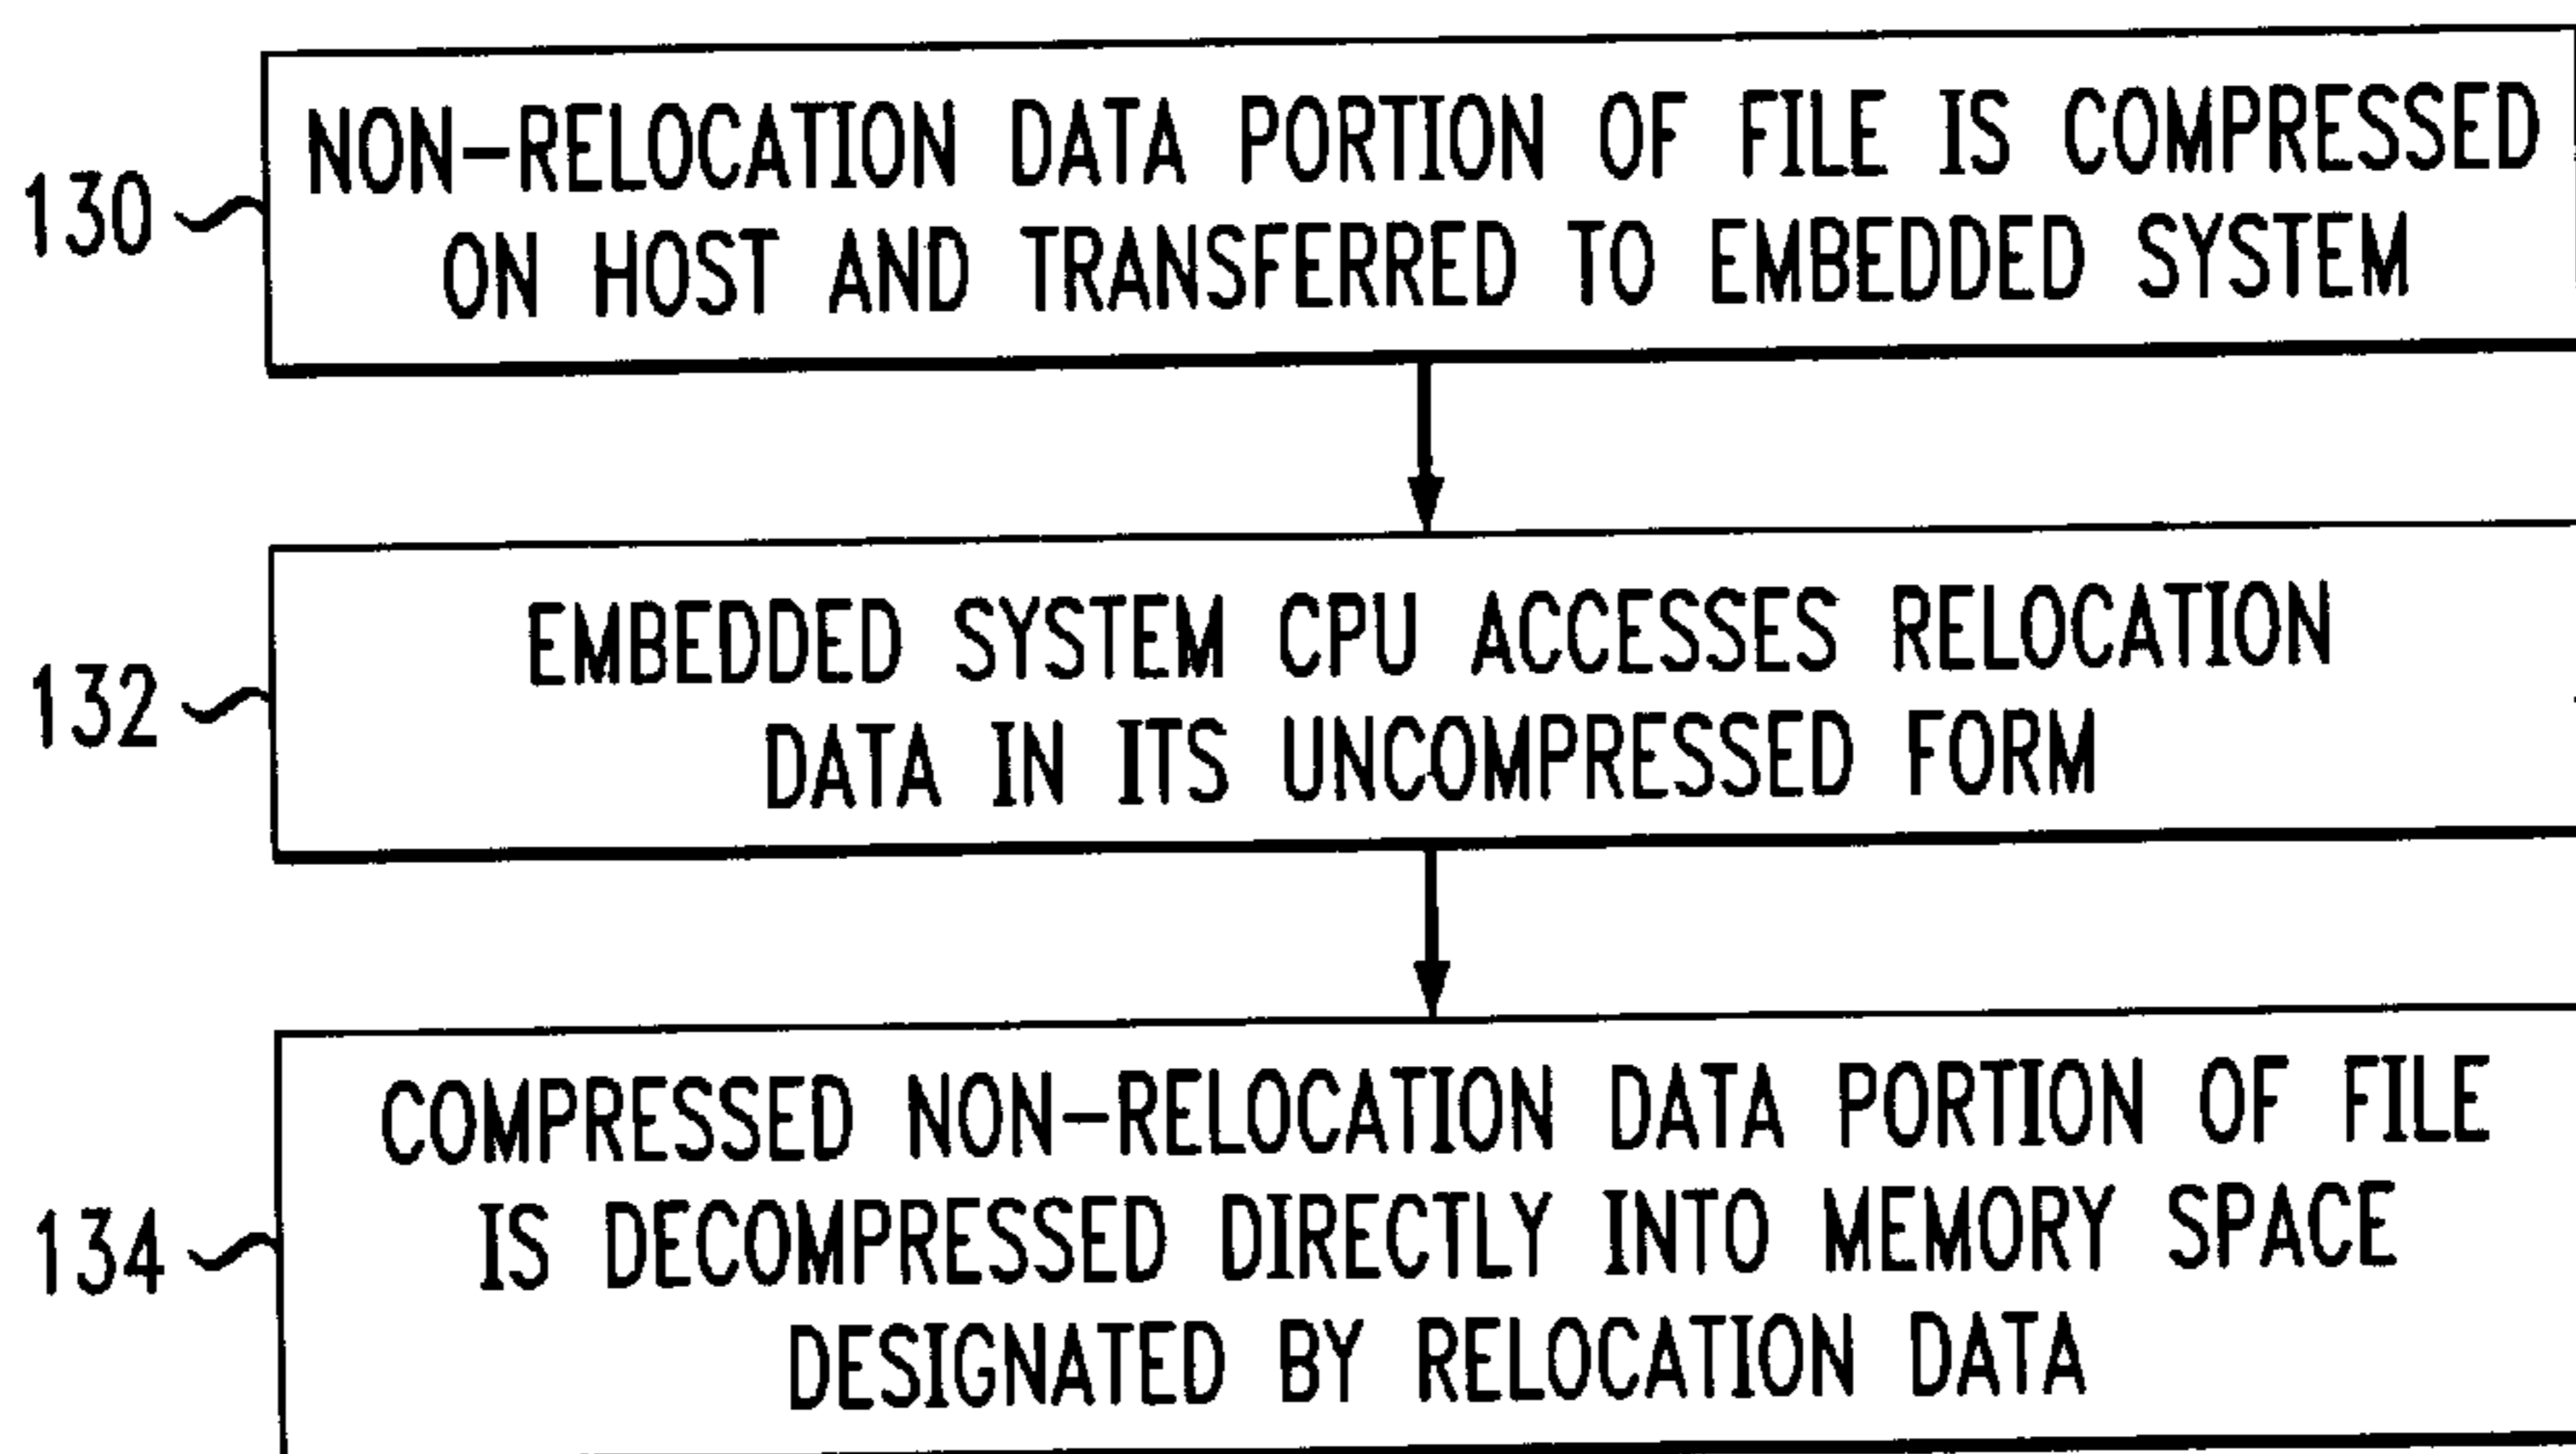 130
NON-RELOCATION DATA PORTION OF FILE IS COMPRESSED
ON HOST AND TRANSFERRED TO EMBEDDED SYSTEM
132
EMBEDDED SYSTEM CPU ACCESSES RELOCATION
DATA IN ITS UNCOMPRESSED FORM
134
COMPRESSED NON-RELOCATION DATA PORTION OF FILE
IS DECOMPRESSED DIRECTLY INTO MEMORY SPACE
DESIGNATED BY RELOCATION DATA